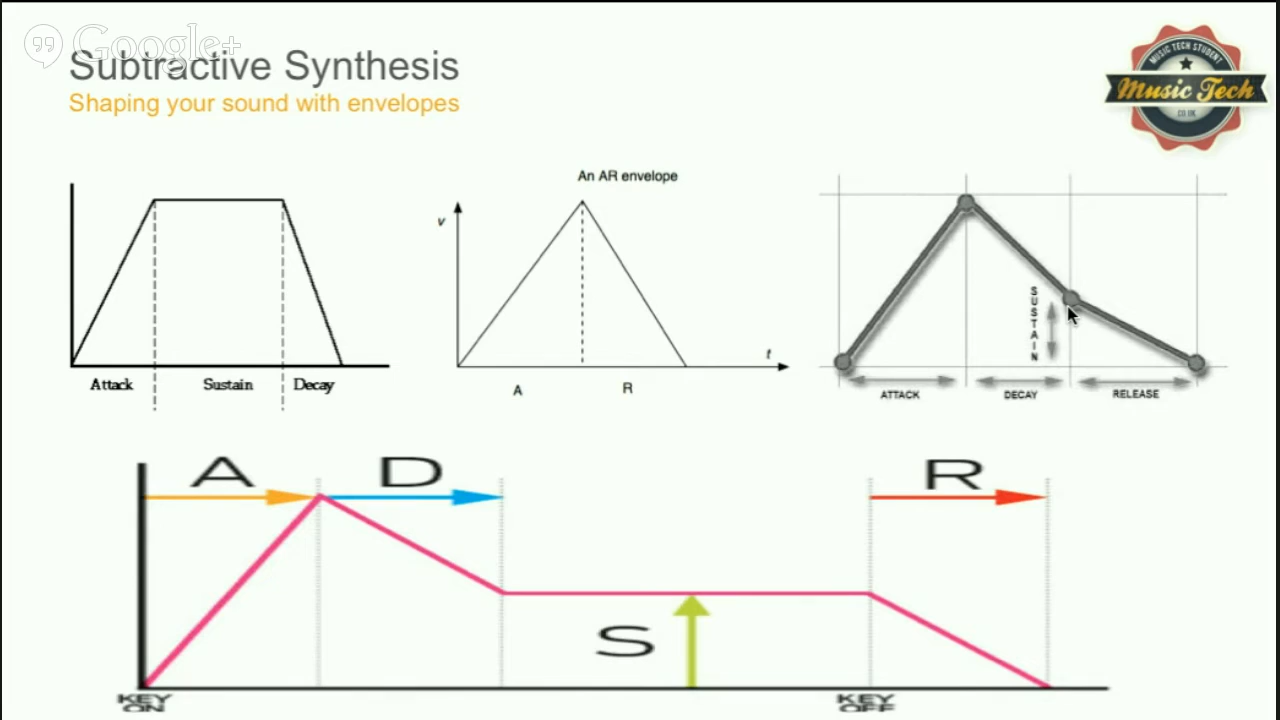 Google+
Subtractive Synthesis
Shaping your sound with envelopes
MUSIC TECH STUDENT
Music Tech
.CO.UK
Attack Sustain Decay
An AR envelope
v
t
A R
SUSTAIN
ATTACK DECAY RELEASE
A D R
S
KEY ON
KEY OFF